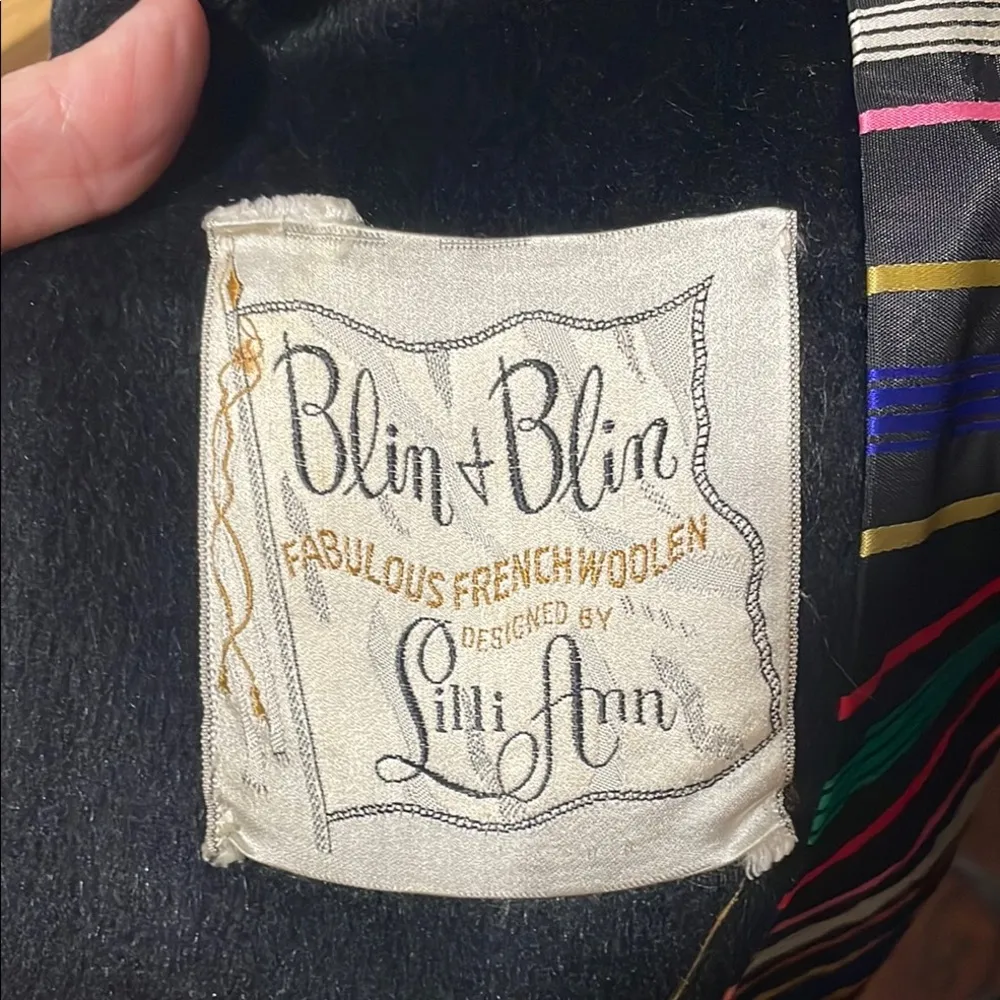 Blin + Blin
FABULOUS FRENCH WOOLEN
DESIGNED BY
Lilli Ann